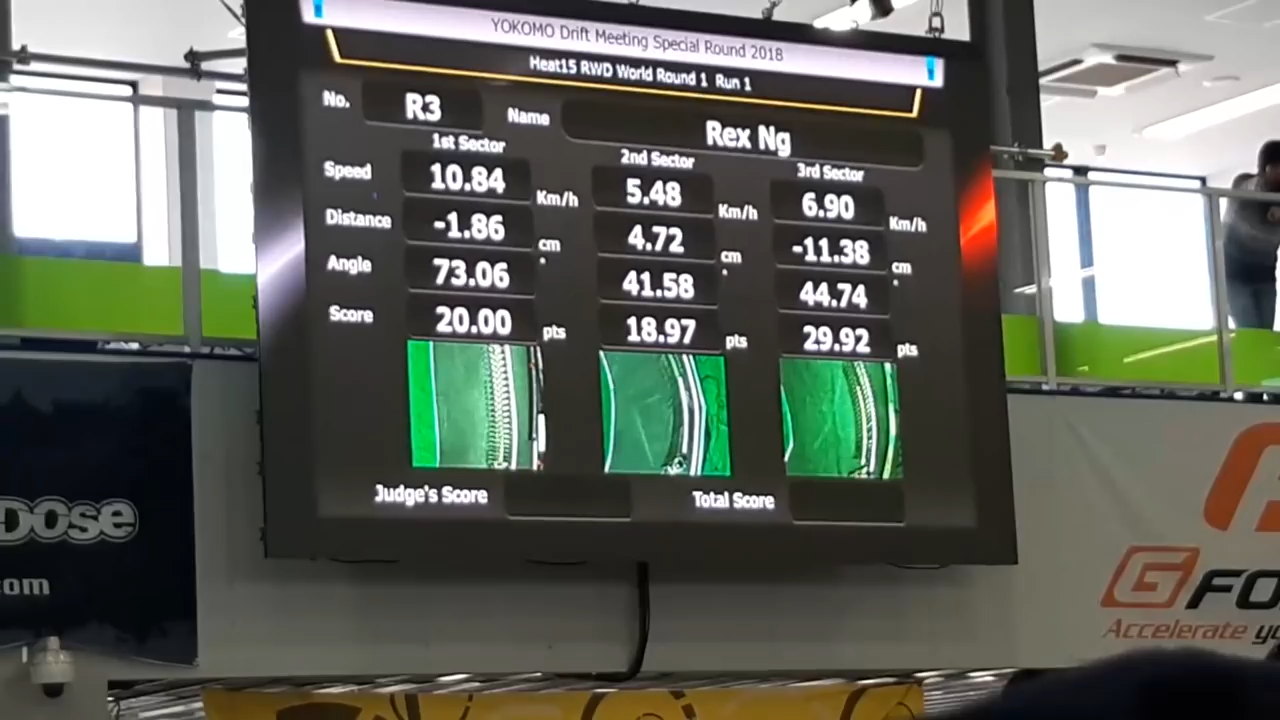 YOKOMO Drift Meeting Special Round 2018
Heat15 RWD World Round 1 Run 1
No. R3 Name Rex Ng
1st Sector 2nd Sector 3rd Sector
Speed 10.84 Km/h 5.48 Km/h 6.90 Km/h
Distance -1.86 cm 4.72 cm -11.38 cm
Angle 73.06 ° 41.58 ° 44.74 °
Score 20.00 pts 18.97 pts 29.92 pts
Judge's Score Total Score
Dose
com
G FO
Accelerate yo